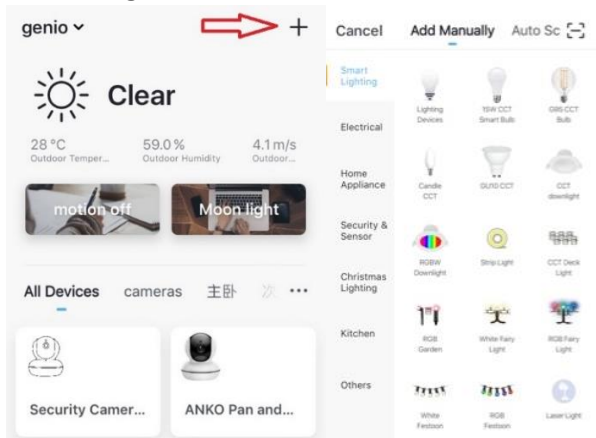 genio
Clear
28 °C 59.0 % 4.1 m/s
Outdoor Temper... Outdoor Humidity Outdoor...
motion off Moon light
All Devices cameras 主卧 次 •••
Security Camer... ANKO Pan and...
Cancel Add Manually Auto Sc
Smart
Lighting
Electrical
Home
Appliance
Security &
Sensor
Christmas
Lighting
Kitchen
Others
Lighting
Devices
15W CCT
Smart Bulb
G95 CCT
Bulb
Candle
CCT
GU10 CCT
CCT
downlight
RGBW
Downlight
Strip Light
CCT Deck
Light
RGB
Garden
White Fairy
Light
RGB Fairy
Light
White
Festoon
RGB
Festoon
Laser Light